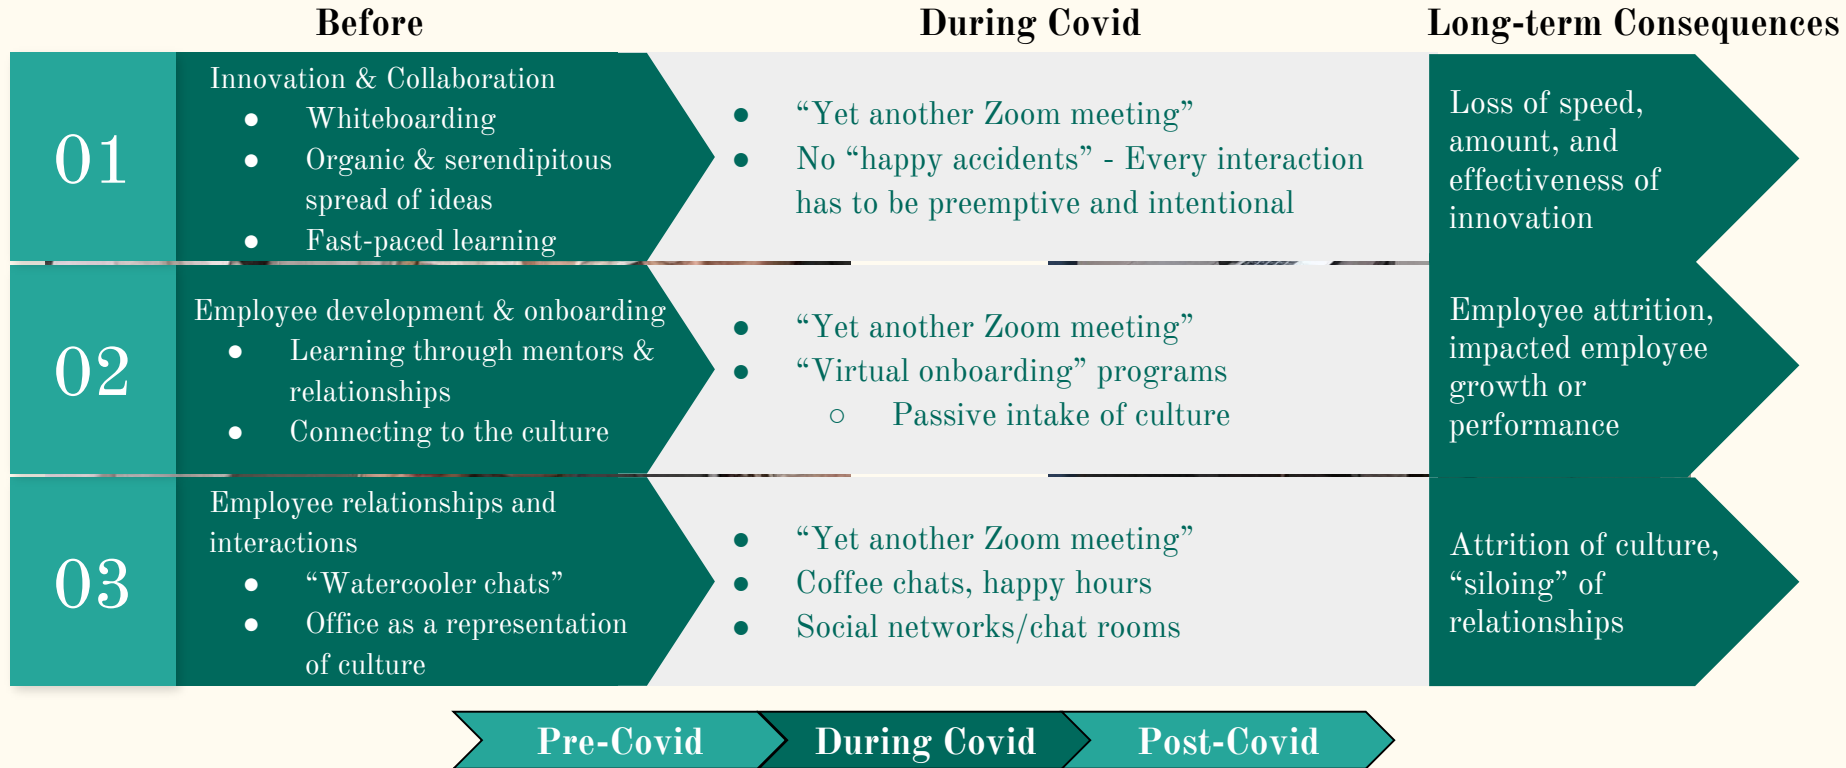 Before
During Covid
Long-term Consequences
01
Innovation & Collaboration
● Whiteboarding
● Organic & serendipitous
spread of ideas
● Fast-paced learning
● “Yet another Zoom meeting”
● No “happy accidents” - Every interaction
has to be preemptive and intentional
Loss of speed,
amount, and
effectiveness of
innovation
02
Employee development & onboarding
● Learning through mentors &
relationships
● Connecting to the culture
● “Yet another Zoom meeting”
● “Virtual onboarding” programs
○ Passive intake of culture
Employee attrition,
impacted employee
growth or
performance
03
Employee relationships and
interactions
● “Watercooler chats”
● Office as a representation
of culture
● “Yet another Zoom meeting”
● Coffee chats, happy hours
● Social networks/chat rooms
Attrition of culture,
“siloing” of
relationships
Pre-Covid
During Covid
Post-Covid